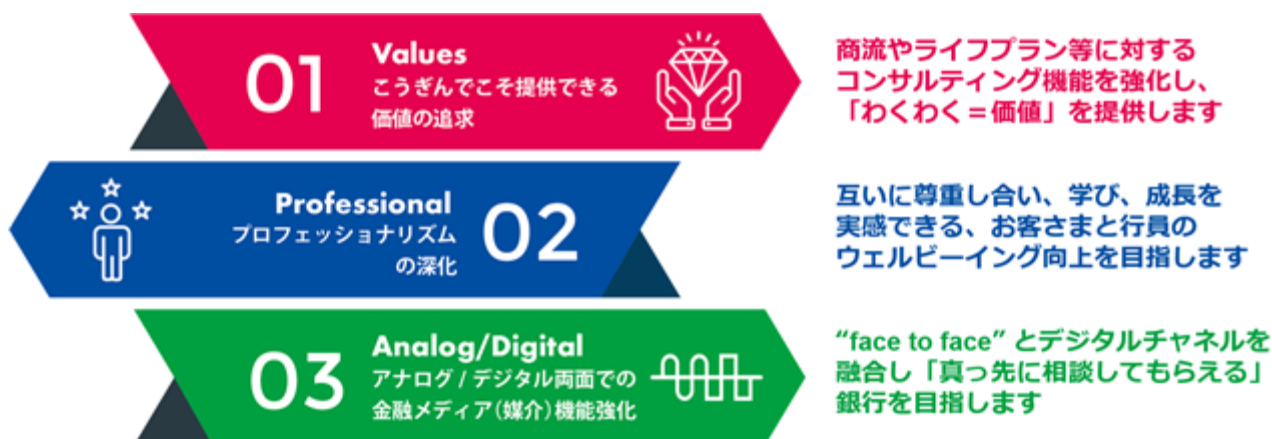 01
Values
こうぎんでこそ提供できる
価値の追求
商流やライフプラン等に対する
コンサルティング機能を強化し、
「わくわく＝価値」を提供します
Professional
プロフェッショナリズム
の深化
02
互いに尊重し合い、学び、成長を
実感できる、お客さまと行員の
ウェルビーイング向上を目指します
03
Analog/Digital
アナログ / デジタル両面での
金融メディア（媒介）機能強化
“face to face” とデジタルチャネルを
融合し「真っ先に相談してもらえる」
銀行を目指します